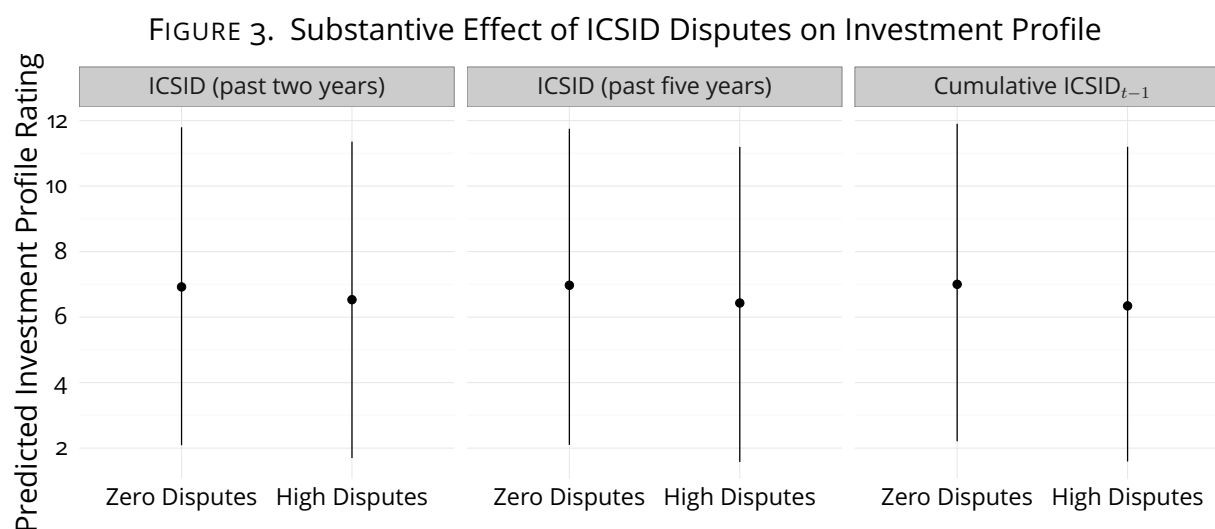 FIGURE 3. Substantive Effect of ICSID Disputes on Investment Profile
Predicted Investment Profile Rating
ICSID (past two years)
ICSID (past five years)
Cumulative ICSIDₜ₋₁
12
10
8
6
4
2
Zero Disputes High Disputes
Zero Disputes High Disputes
Zero Disputes High Disputes